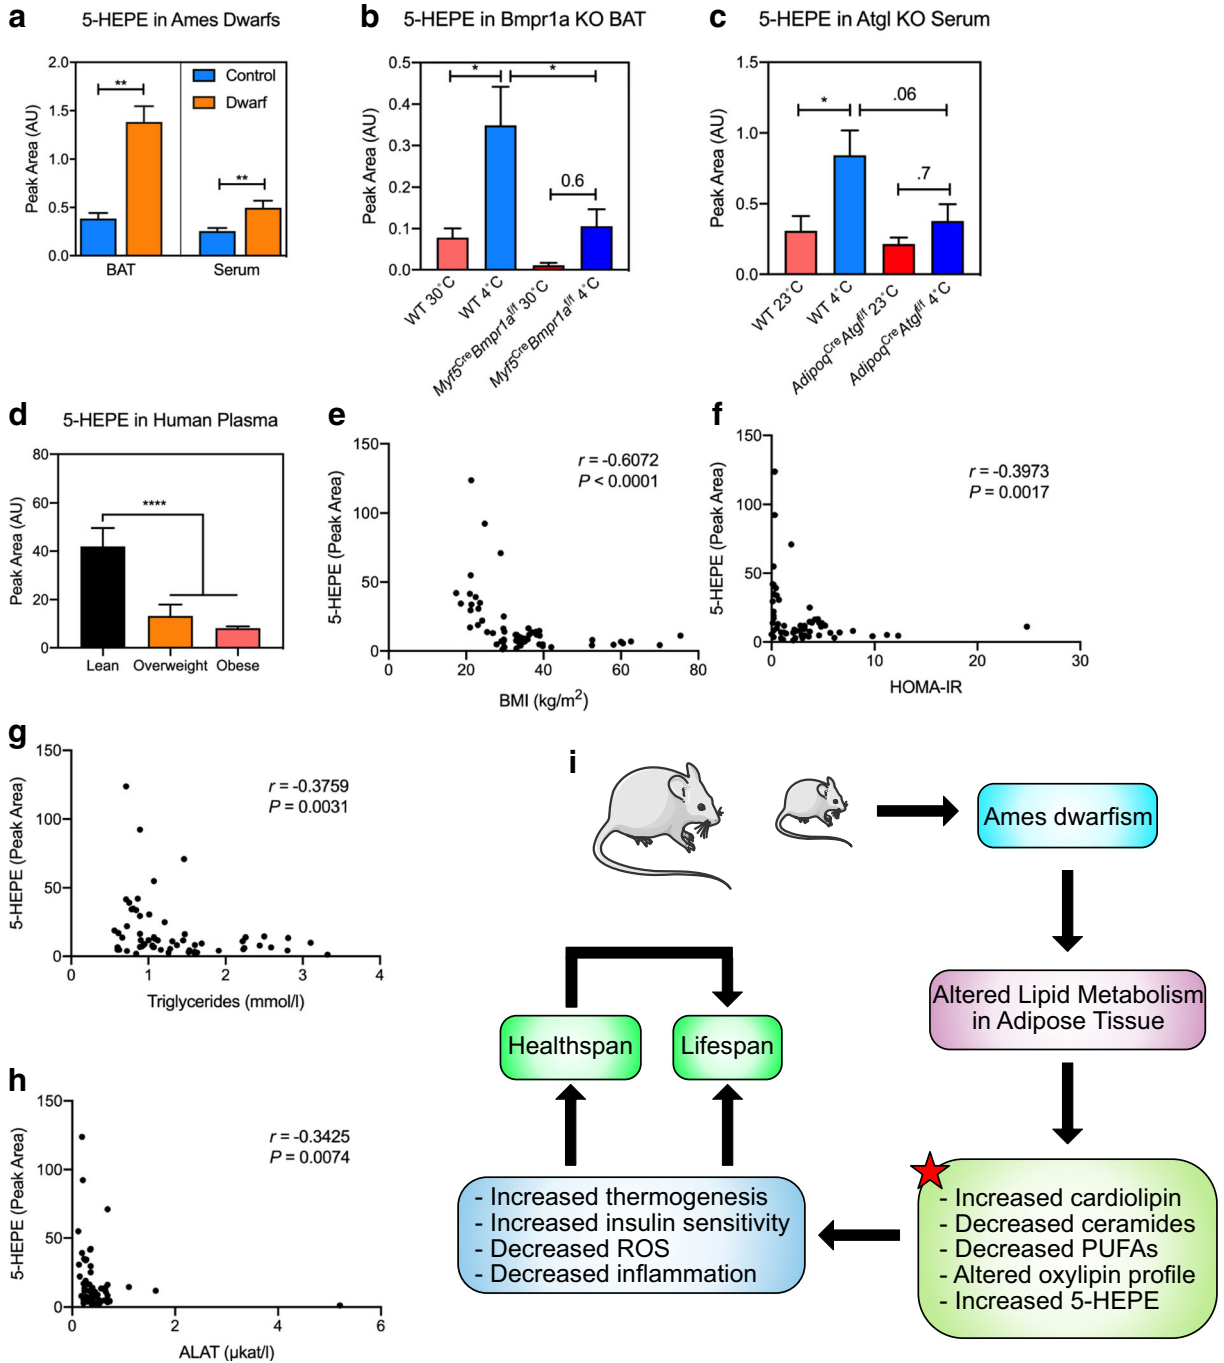 a
5-HEPE in Ames Dwarfs
Peak Area (AU)
2.0
1.5
1.0
0.5
0.0
**
**
Control
Dwarf
BAT
Serum
b
5-HEPE in Bmpr1a KO BAT
Peak Area (AU)
0.5
0.4
0.3
0.2
0.1
0.0
*
*
0.6
WT 30˚C
WT 4˚C
Myf5CreBmpr1af/f 30˚C
Myf5CreBmpr1af/f 4˚C
c
5-HEPE in Atgl KO Serum
Peak Area (AU)
1.5
1.0
0.5
0.0
*
.06
.7
WT 23˚C
WT 4˚C
AdipoqCreAtglf/f 23˚C
AdipoqCreAtglf/f 4˚C
d
5-HEPE in Human Plasma
Peak Area (AU)
80
60
40
20
0
****
Lean
Overweight
Obese
e
5-HEPE (Peak Area)
150
100
50
0
r = -0.6072
P < 0.0001
0
20
40
60
80
BMI (kg/m2)
f
5-HEPE (Peak Area)
150
100
50
0
r = -0.3973
P = 0.0017
0
10
20
30
HOMA-IR
g
5-HEPE (Peak Area)
150
100
50
0
r = -0.3759
P = 0.0031
0
1
2
3
4
Triglycerides (mmol/l)
h
5-HEPE (Peak Area)
150
100
50
0
r = -0.3425
P = 0.0074
0
2
4
6
ALAT (µkat/l)
i
Ames dwarfism
Altered Lipid Metabolism
in Adipose Tissue
- Increased cardiolipin
- Decreased ceramides
- Decreased PUFAs
- Altered oxylipin profile
- Increased 5-HEPE
- Increased thermogenesis
- Increased insulin sensitivity
- Decreased ROS
- Decreased inflammation
Healthspan
Lifespan